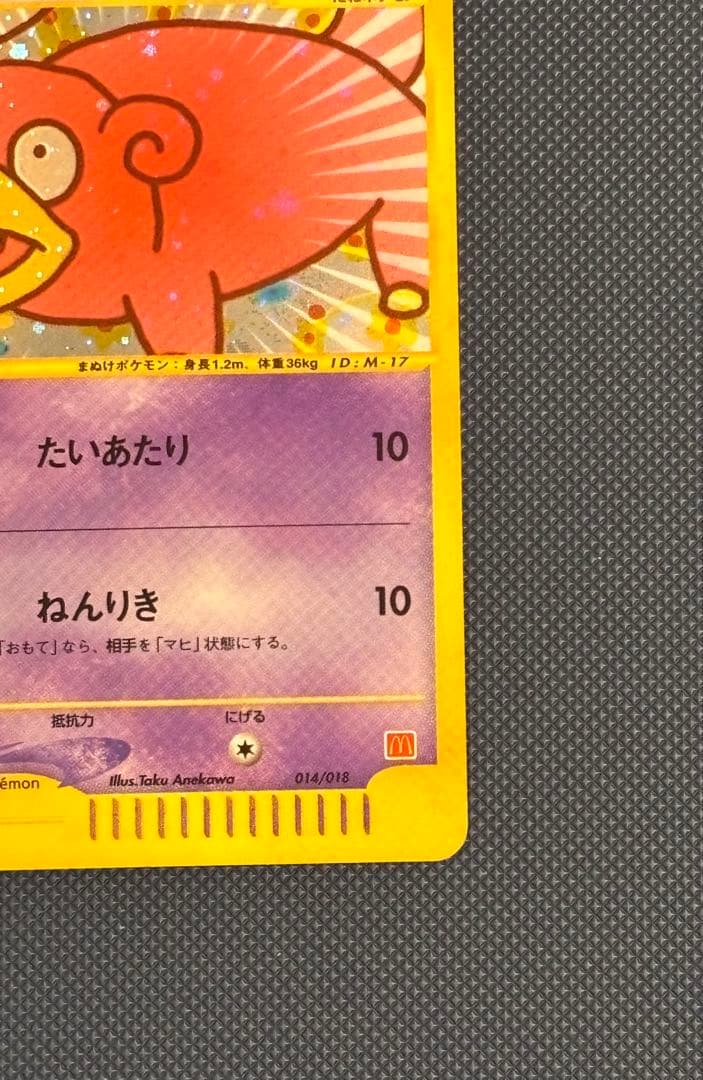 まぬけポケモン：身長1.2m、体重36kg ID:M-17
たいあたり 10
ねんりき 10
「おもて」なら、相手を「マヒ」状態にする。
抵抗力 にげる
émon Illus.Taku Anekawa 014/018